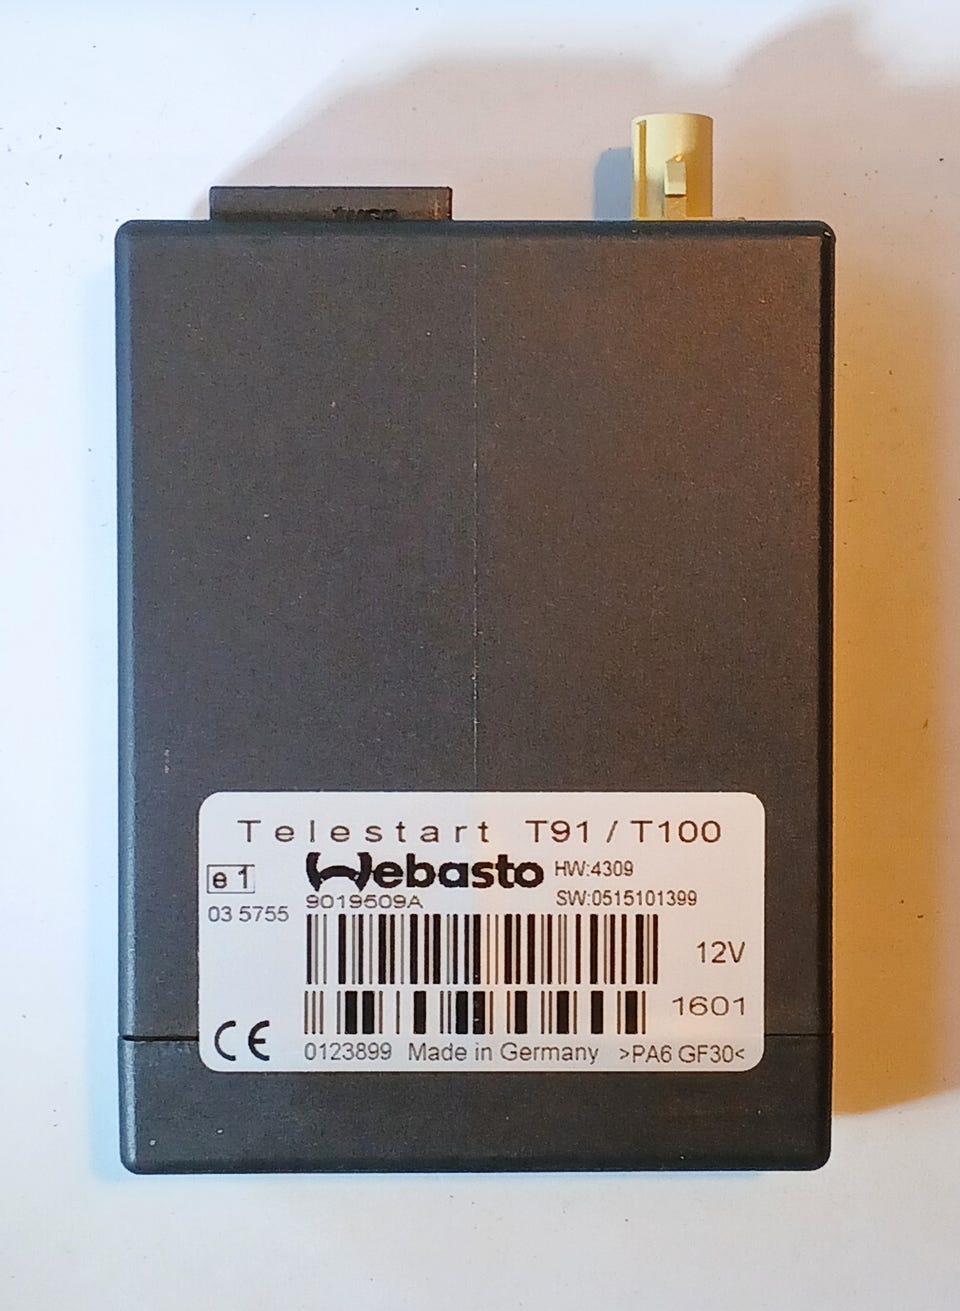 Telestart T91 / T100
e1
Webasto
HW:4309
03 5755
9019509A
SW:0515101399
12V
1601
CE
0123899 Made in Germany >PA6 GF30<